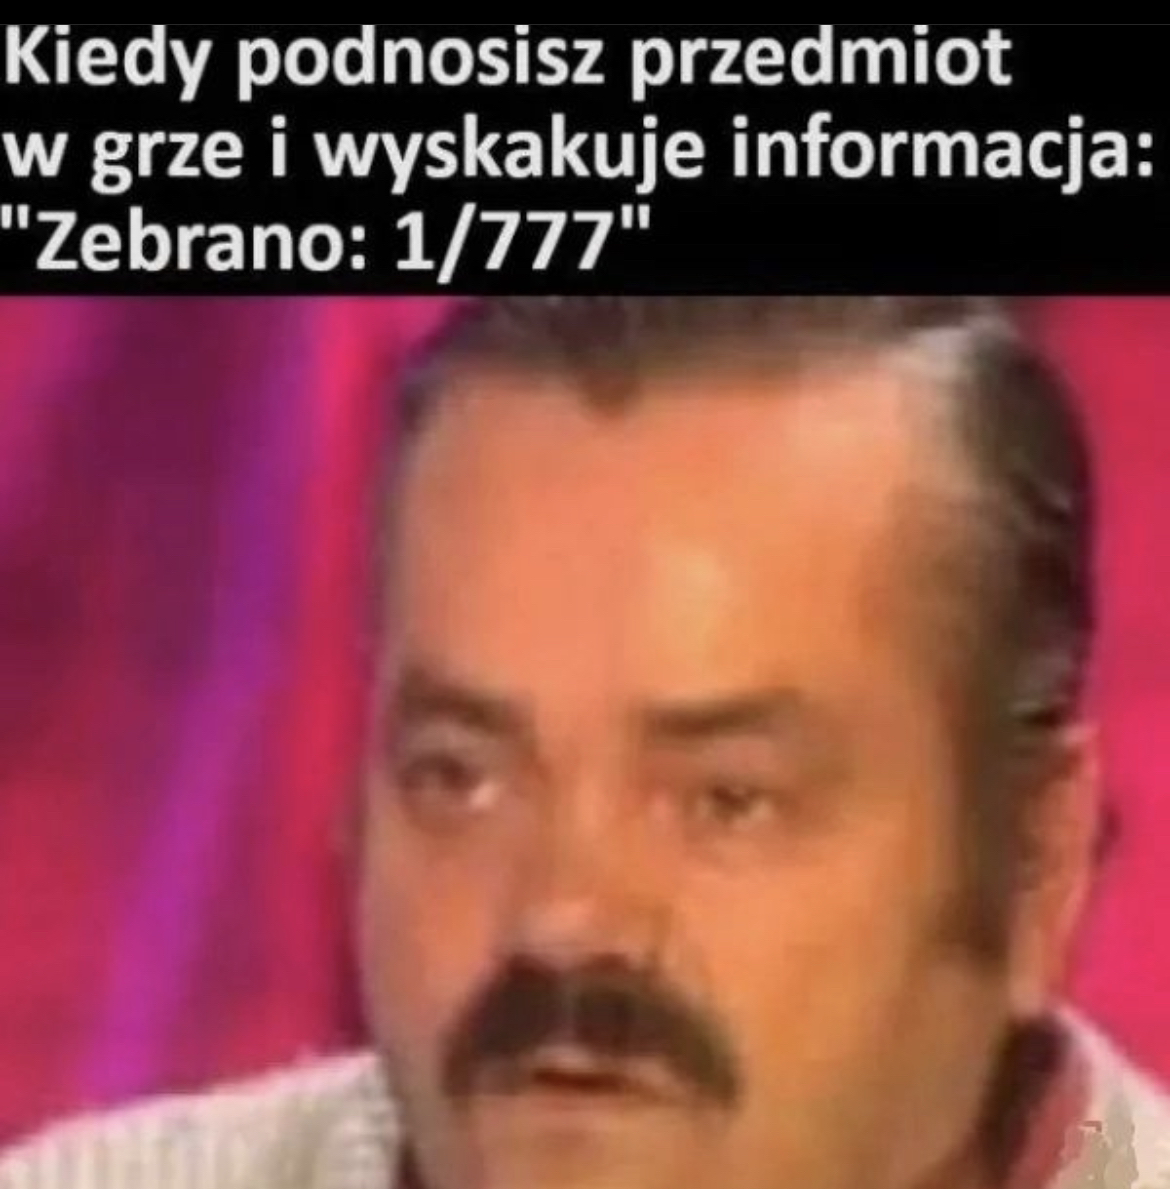 Kiedy podnosisz przedmiot
w grze i wyskakuje informacja:
"Zebrano: 1/777"